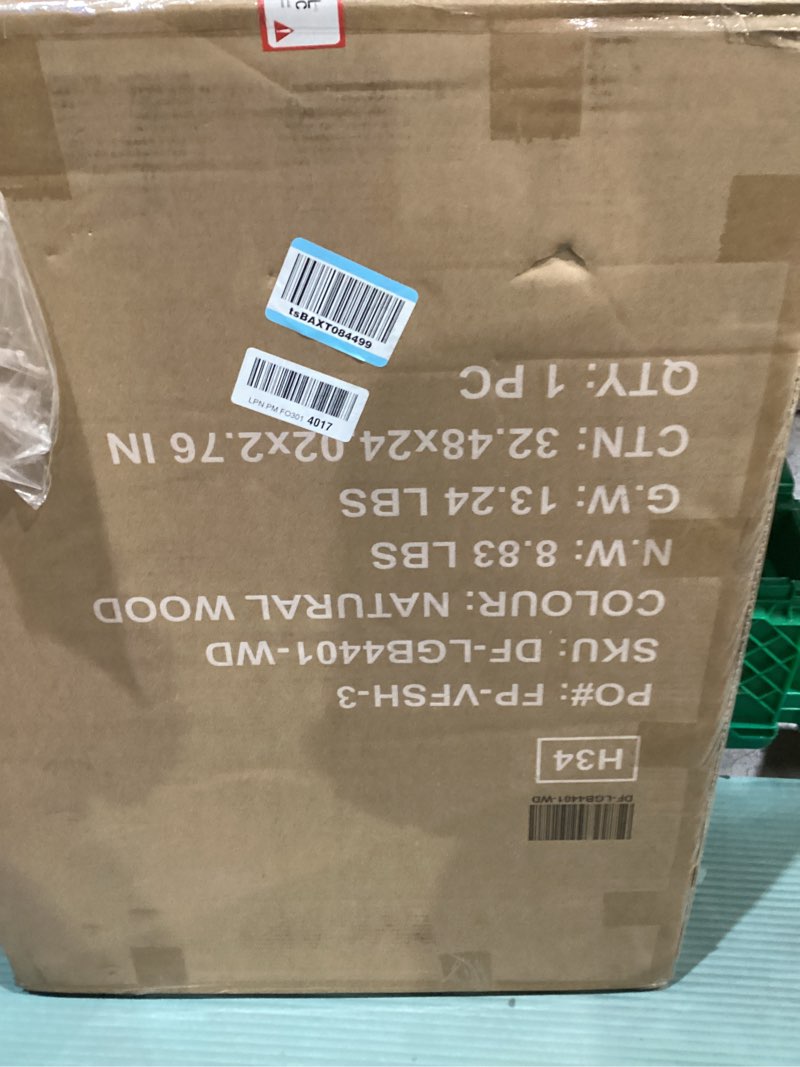 tsBAXT084499
LPN PM FO301 4017
PO#: FP-VFSH-3
SKU: DF-LGB4401-WD
COLOUR: NATURAL WOOD
N.W: 8.83 LBS
G.W: 13.24 LBS
CTN: 32.48x24.02x2.76 IN
QTY: 1 PC
H34
DF-LGB4401-WD